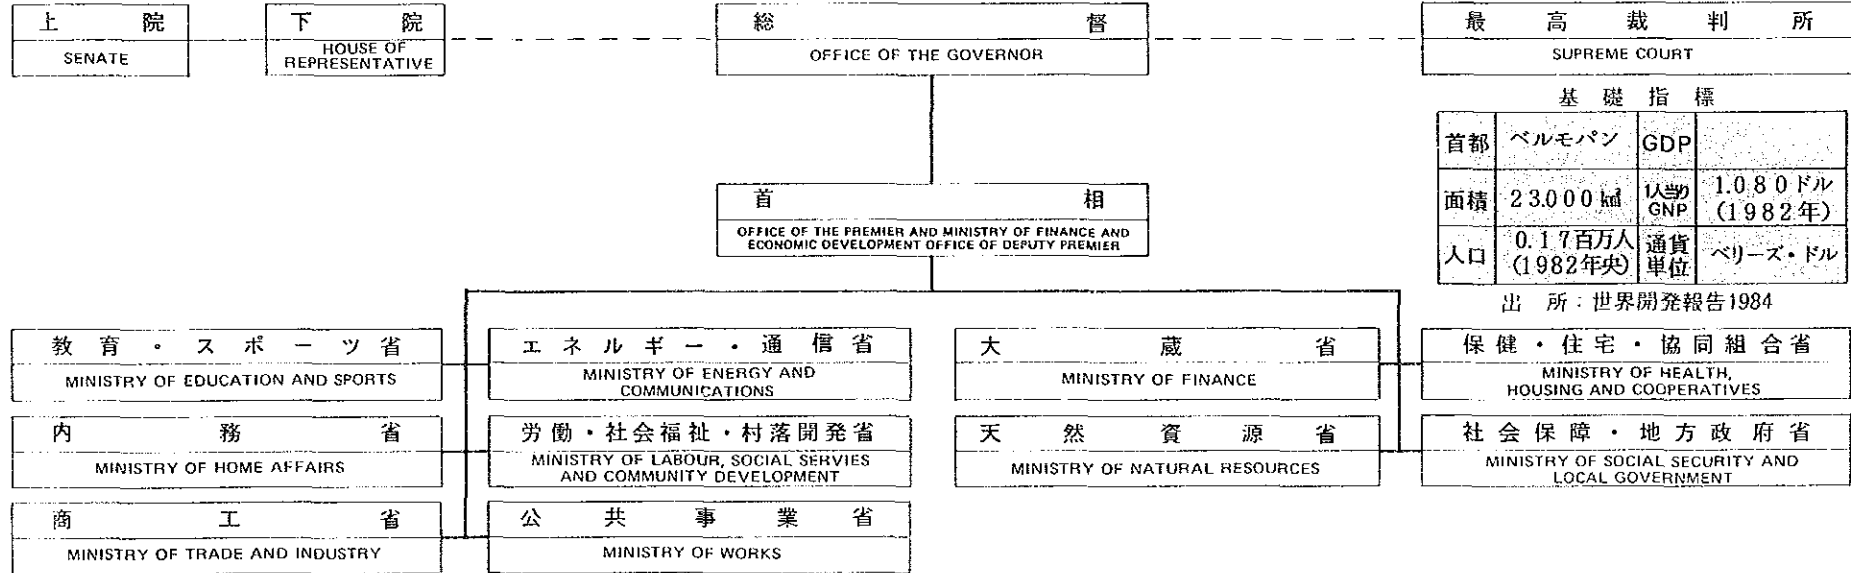 上院
SENATE
下院
HOUSE OF
REPRESENTATIVE
総督
OFFICE OF THE GOVERNOR
最高裁判所
SUPREME COURT
基礎指標
首都 ベルモパン GDP
面積 23.000km² 1人当り GNP 1.080ドル (1982年)
人口 0.17百万人 (1982年央) 通貨単位 ベリーズ・ドル
出所：世界開発報告1984
首相
OFFICE OF THE PREMIER AND MINISTRY OF FINANCE AND
ECONOMIC DEVELOPMENT OFFICE OF DEPUTY PREMIER
教育・スポーツ省
MINISTRY OF EDUCATION AND SPORTS
エネルギー・通信省
MINISTRY OF ENERGY AND
COMMUNICATIONS
大蔵省
MINISTRY OF FINANCE
保健・住宅・協同組合省
MINISTRY OF HEALTH,
HOUSING AND COOPERATIVES
内務省
MINISTRY OF HOME AFFAIRS
労働・社会福祉・村落開発省
MINISTRY OF LABOUR, SOCIAL SERVIES
AND COMMUNITY DEVELOPMENT
天然資源省
MINISTRY OF NATURAL RESOURCES
社会保障・地方政府省
MINISTRY OF SOCIAL SECURITY AND
LOCAL GOVERNMENT
商工省
MINISTRY OF TRADE AND INDUSTRY
公共事業省
MINISTRY OF WORKS